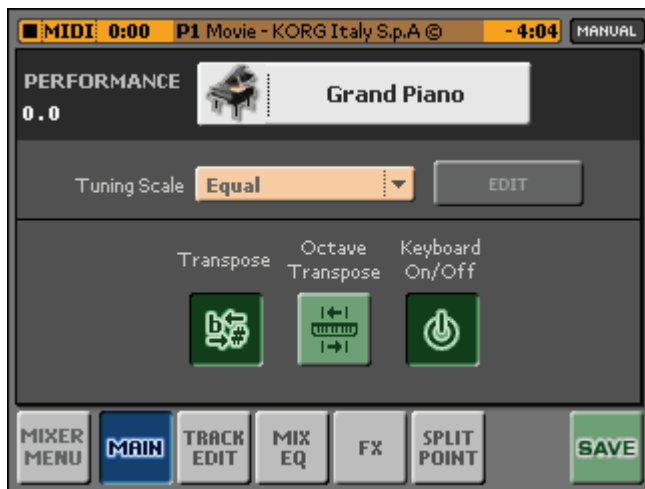 MIDI 0:00 P1 Movie - KORG Italy S.p.A © - 4:04 MANUAL
PERFORMANCE
0.0
Grand Piano
Tuning Scale Equal EDIT
Transpose
Octave
Transpose
Keyboard
On/Off
b #
MIXER
MENU
MAIN
TRACK
EDIT
MIX
EQ
FX
SPLIT
POINT
SAVE